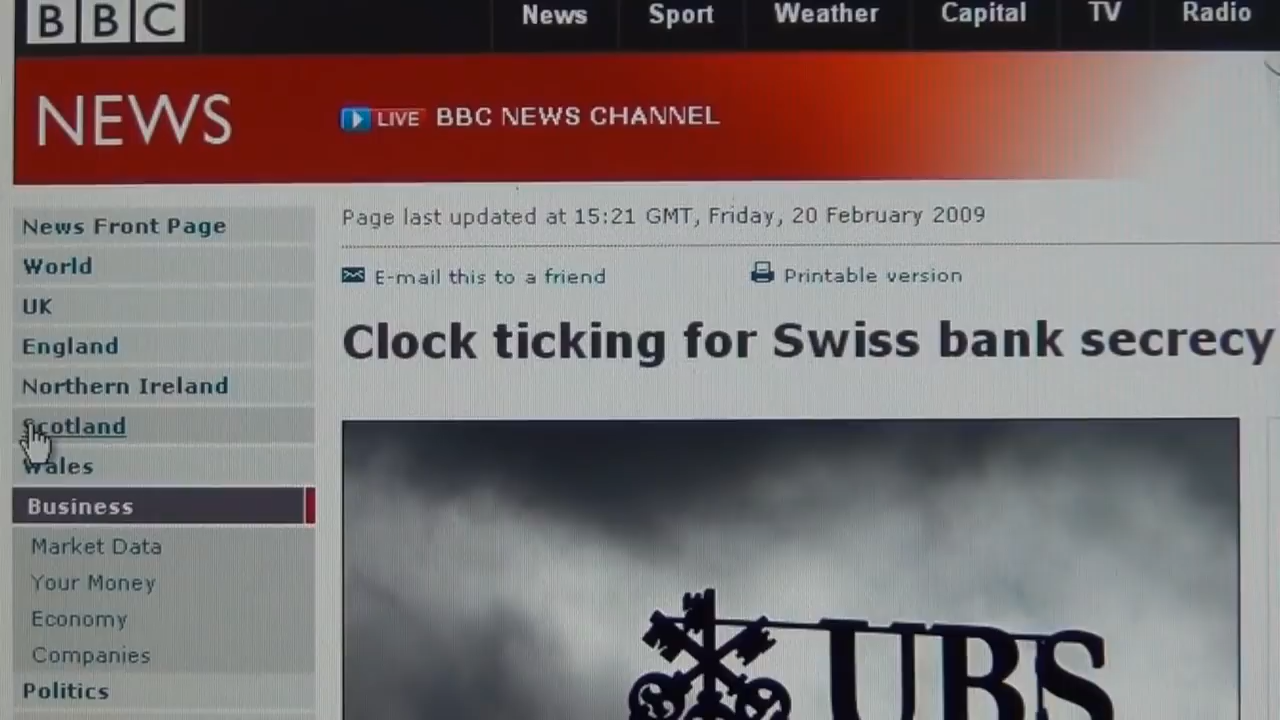 BBC
News Sport Weather Capital TV Radio
NEWS
LIVE BBC NEWS CHANNEL
News Front Page
World
UK
England
Northern Ireland
Scotland
Wales
Business
Market Data
Your Money
Economy
Companies
Politics
Page last updated at 15:21 GMT, Friday, 20 February 2009
E-mail this to a friend
Printable version
Clock ticking for Swiss bank secrecy
UBS